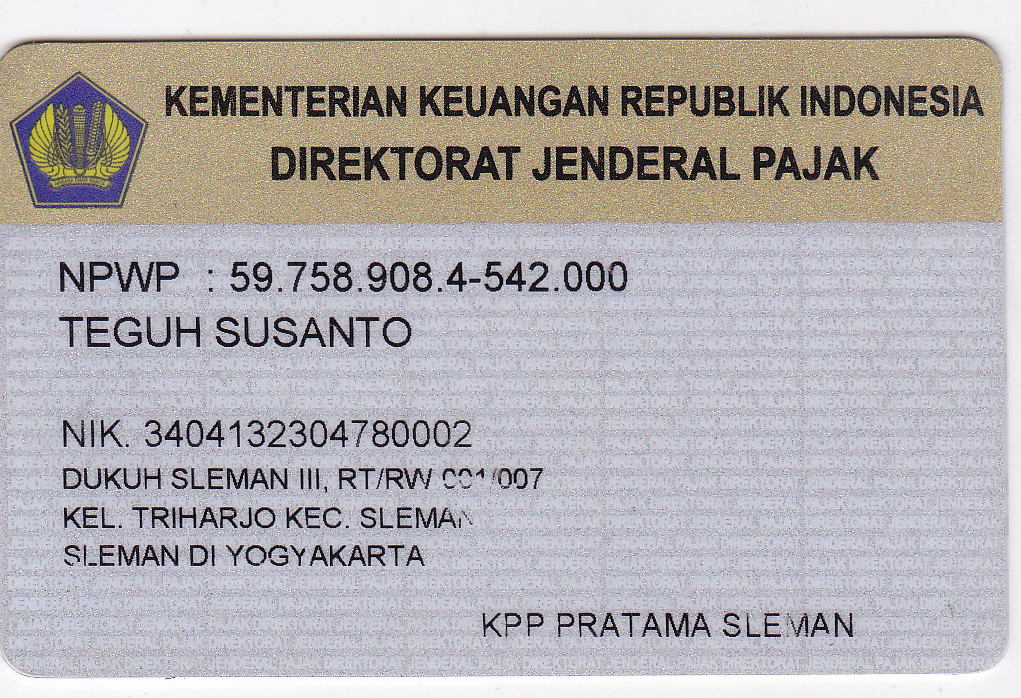 KEMENTERIAN KEUANGAN REPUBLIK INDONESIA
DIREKTORAT JENDERAL PAJAK
NPWP : 59.758.908.4-542.000
TEGUH SUSANTO
NIK. 3404132304780002
DUKUH SLEMAN III, RT/RW 001/007
KEL. TRIHARJO KEC. SLEMAN
SLEMAN DI YOGYAKARTA
KPP PRATAMA SLEMAN